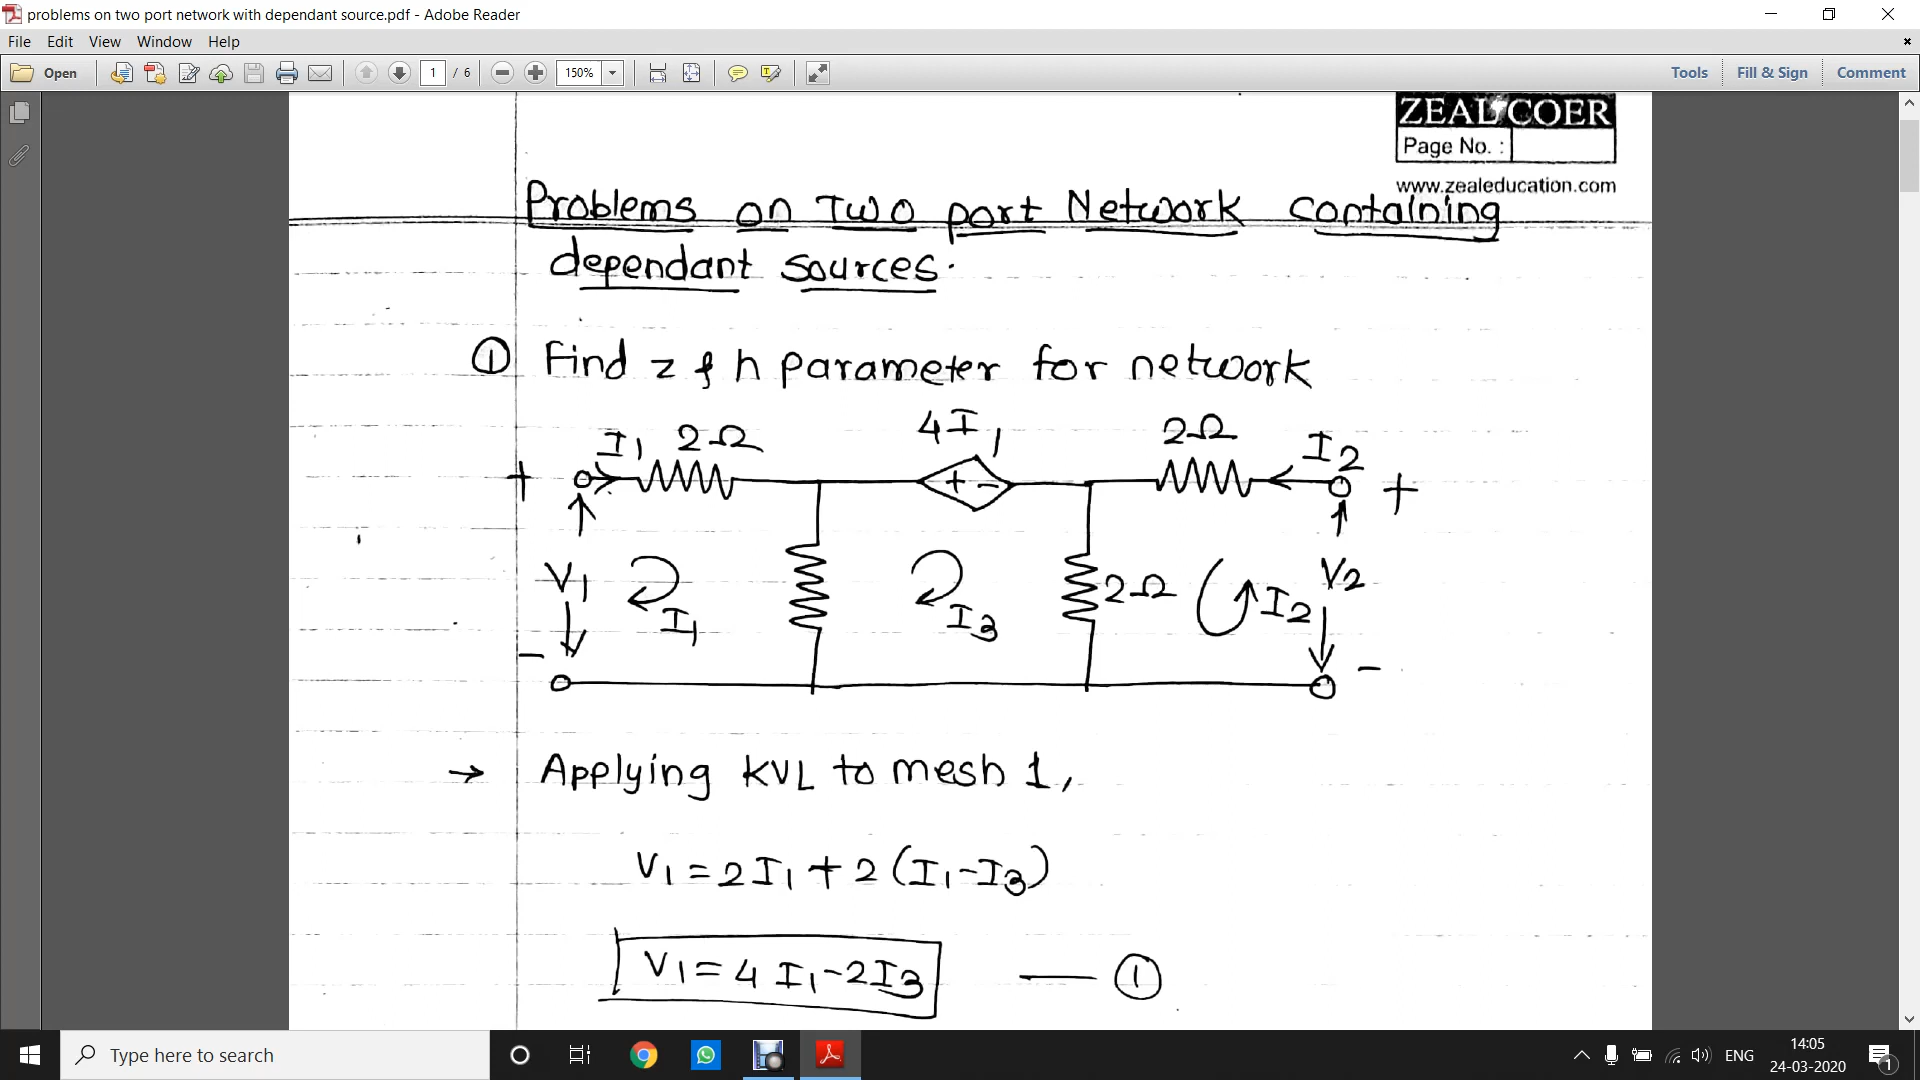 problems on two port network with dependant source.pdf - Adobe Reader
File Edit View Window Help
Open 1 / 6 150% Tools Fill & Sign Comment
ZEAL COER
Page No. :
www.zealeducation.com
Problems on Two port Network containing
dependant sources.
① Find z & h parameter for network
I1 2Ω 4I1 2Ω I2
+ + - +
V1 I1 I3 2Ω I2 V2
- -
→ Applying KVL to mesh 1,
V1 = 2I1 + 2 (I1-I3)
V1 = 4 I1-2I3 — ①
Type here to search ENG 14:05
24-03-2020 1